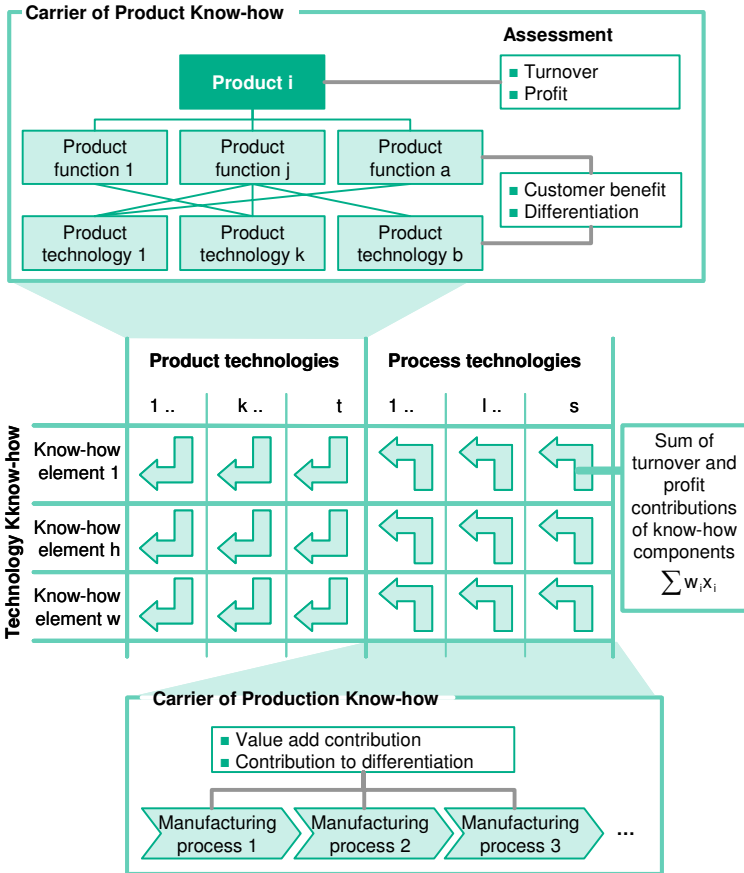 Carrier of Product Know-how
Assessment
Product i
■ Turnover
■ Profit
Product
function 1
Product
function j
Product
function a
■ Customer benefit
■ Differentiation
Product
technology 1
Product
technology k
Product
technology b
Product technologies
Process technologies
1 ..
k ..
t
1 ..
l ..
s
Technology Kknow-how
Know-how
element 1
Know-how
element h
Know-how
element w
Sum of
turnover and
profit
contributions
of know-how
components
∑ wᵢxᵢ
Carrier of Production Know-how
■ Value add contribution
■ Contribution to differentiation
Manufacturing
process 1
Manufacturing
process 2
Manufacturing
process 3
...